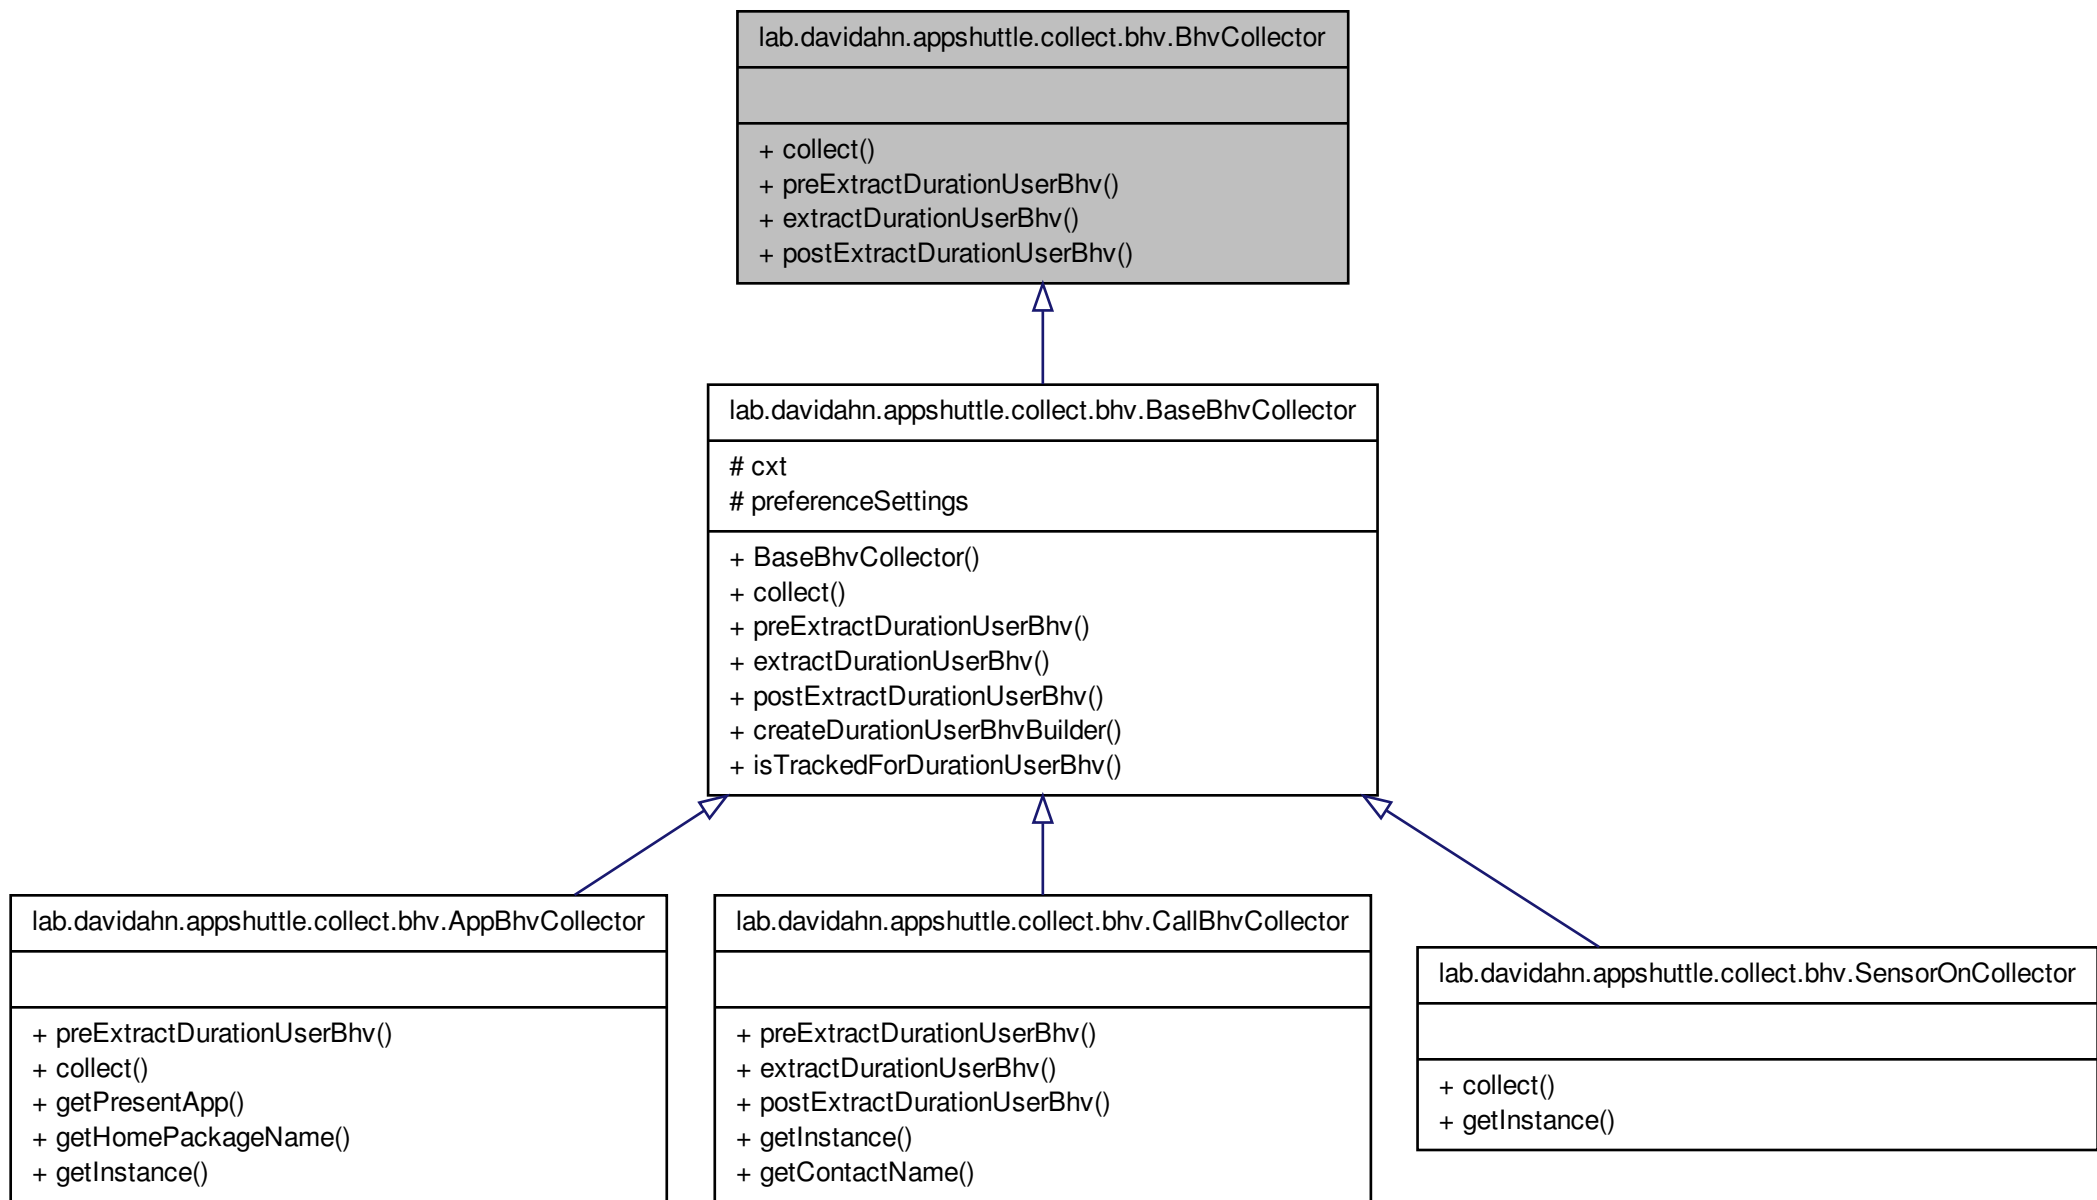 lab.davidahn.appshuttle.collect.bhv.BhvCollector
+ collect()
+ preExtractDurationUserBhv()
+ extractDurationUserBhv()
+ postExtractDurationUserBhv()
lab.davidahn.appshuttle.collect.bhv.BaseBhvCollector
# cxt
# preferenceSettings
+ BaseBhvCollector()
+ collect()
+ preExtractDurationUserBhv()
+ extractDurationUserBhv()
+ postExtractDurationUserBhv()
+ createDurationUserBhvBuilder()
+ isTrackedForDurationUserBhv()
lab.davidahn.appshuttle.collect.bhv.AppBhvCollector
+ preExtractDurationUserBhv()
+ collect()
+ getPresentApp()
+ getHomePackageName()
+ getInstance()
lab.davidahn.appshuttle.collect.bhv.CallBhvCollector
+ preExtractDurationUserBhv()
+ extractDurationUserBhv()
+ postExtractDurationUserBhv()
+ getInstance()
+ getContactName()
lab.davidahn.appshuttle.collect.bhv.SensorOnCollector
+ collect()
+ getInstance()